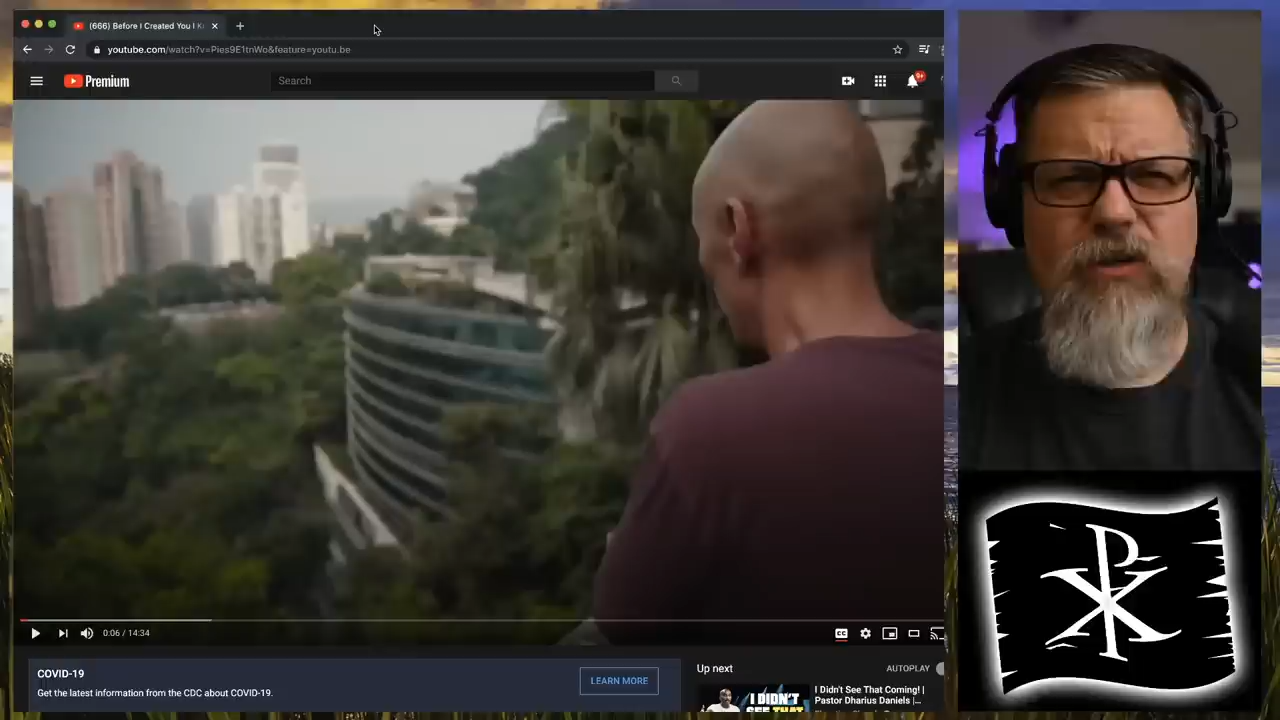 (666) Before I Created You I K
youtube.com/watch?v=Pies9E1tnWo&feature=youtu.be
Premium
Search
9+
0:06 / 14:34
CC
COVID-19
Get the latest information from the CDC about COVID-19.
LEARN MORE
Up next
AUTOPLAY
I DIDN'T
SEE THAT
I Didn't See That Coming! |
Pastor Dharius Daniels |...